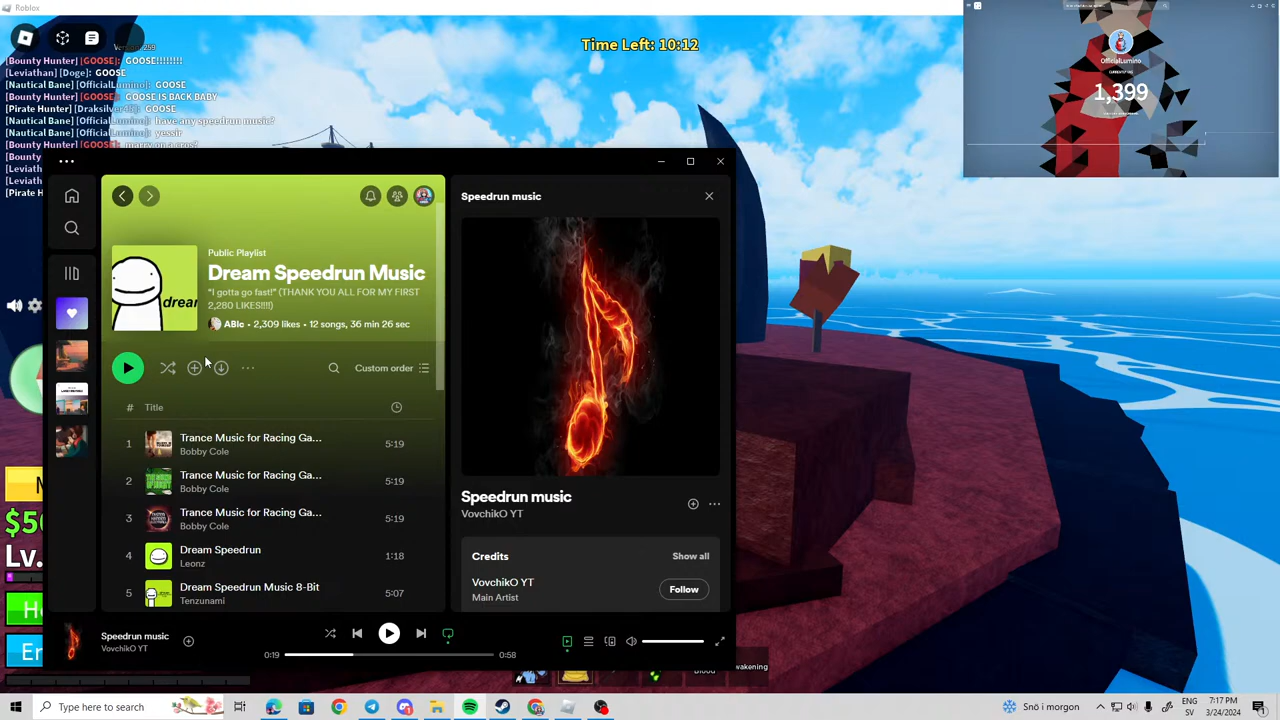 Roblox
Time Left: 10:12
OfficialLumino
1,399
[Bounty Hunter] [GOOSE]: GOOSE!!!!!!!!
[Leviathan] [Doge]: GOOSE
[Nautical Bane] [OfficialLumino]: GOOSE
[Bounty Hunter] [GOOSE]: GOOSE IS BACK BABY
GOOSE
[Nautical Bane] [OfficialLumino]: have any speedrun music?
[Nautical Bane] [OfficialLumino]: yessir
[Bounty Hunter] [GOOSE]:
Speedrun music
Public Playlist
Dream Speedrun Music
"I gotta go fast!" (THANK YOU ALL FOR MY FIRST
2,280 LIKES!!!!)
dream
ABIc • 2,309 likes • 12 songs, 36 min 26 sec
Custom order
# Title
1 Trance Music for Racing Ga... 5:19
Bobby Cole
2 Trance Music for Racing Ga... 5:19
Bobby Cole
3 Trance Music for Racing Ga... 5:19
Bobby Cole
4 Dream Speedrun 1:18
Leonz
5 Dream Speedrun Music 8-Bit 5:07
Tenzunami
Speedrun music
VovchikO YT
Credits Show all
VovchikO YT
Main Artist
Follow
Speedrun music
VovchikO YT
0:19 0:58
$50
Lv.
Type here to search
Snö i morgon
ENG
SV
7:17 PM
3/24/2024